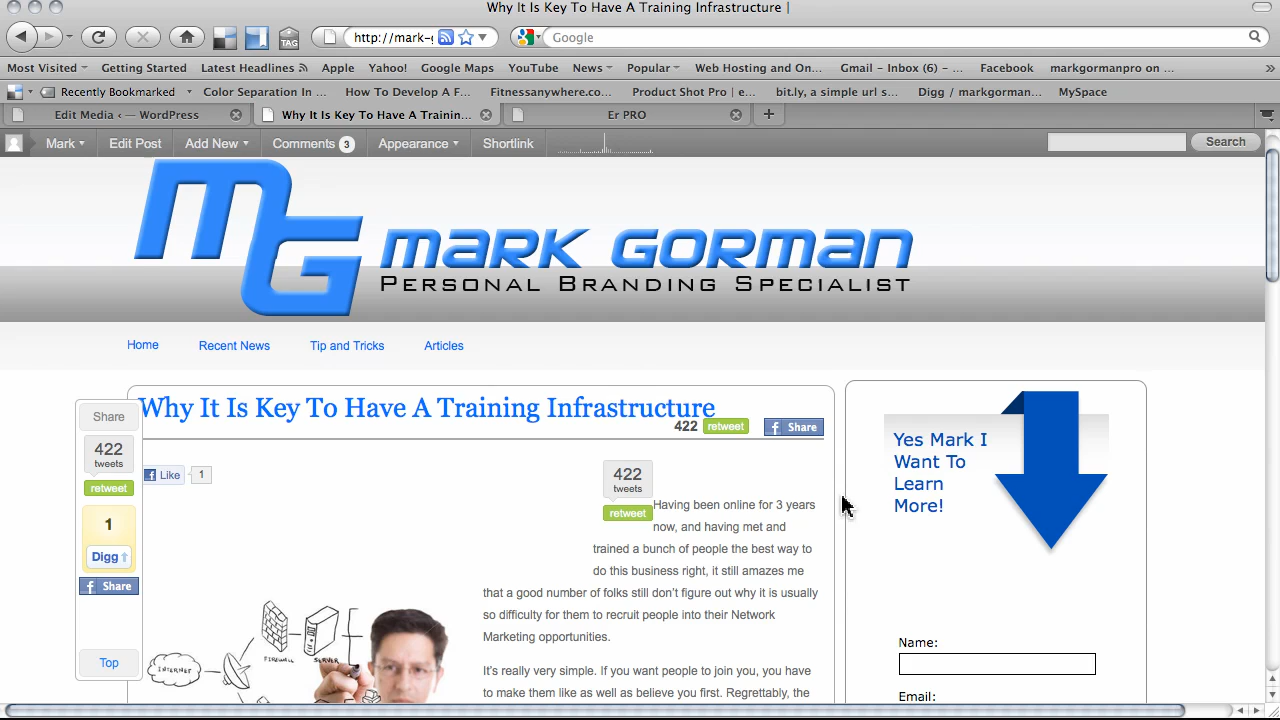 Why It Is Key To Have A Training Infrastructure |
http://mark-g
Google
Most Visited
Getting Started
Latest Headlines
Apple
Yahoo!
Google Maps
YouTube
News
Popular
Web Hosting and On...
Gmail - Inbox (6) - ...
Facebook
markgormanpro on ...
»
Recently Bookmarked
Color Separation In ...
How To Develop A F...
Fitnessanywhere.co...
Product Shot Pro | e...
bit.ly, a simple url s...
Digg / markgorman...
MySpace
Edit Media ‹ — WordPress
Why It Is Key To Have A Trainin...
Er PRO
Mark
Edit Post
Add New
Comments 3
Appearance
Shortlink
Search
MG
MARK GORMAN
PERSONAL BRANDING SPECIALIST
Home
Recent News
Tip and Tricks
Articles
Share
422
tweets
retweet
1
Digg
Share
Top
Why It Is Key To Have A Training Infrastructure
422 retweet
Share
Like 1
422
tweets
retweet
Having been online for 3 years
now, and having met and
trained a bunch of people the best way to
do this business right, it still amazes me
that a good number of folks still don't figure out why it is usually
so difficulty for them to recruit people into their Network
Marketing opportunities.
It's really very simple. If you want people to join you, you have
to make them like as well as believe you first. Regrettably, the
INTERNET
FIREWALL
SERVER
Yes Mark I
Want To
Learn
More!
Name:
Email: